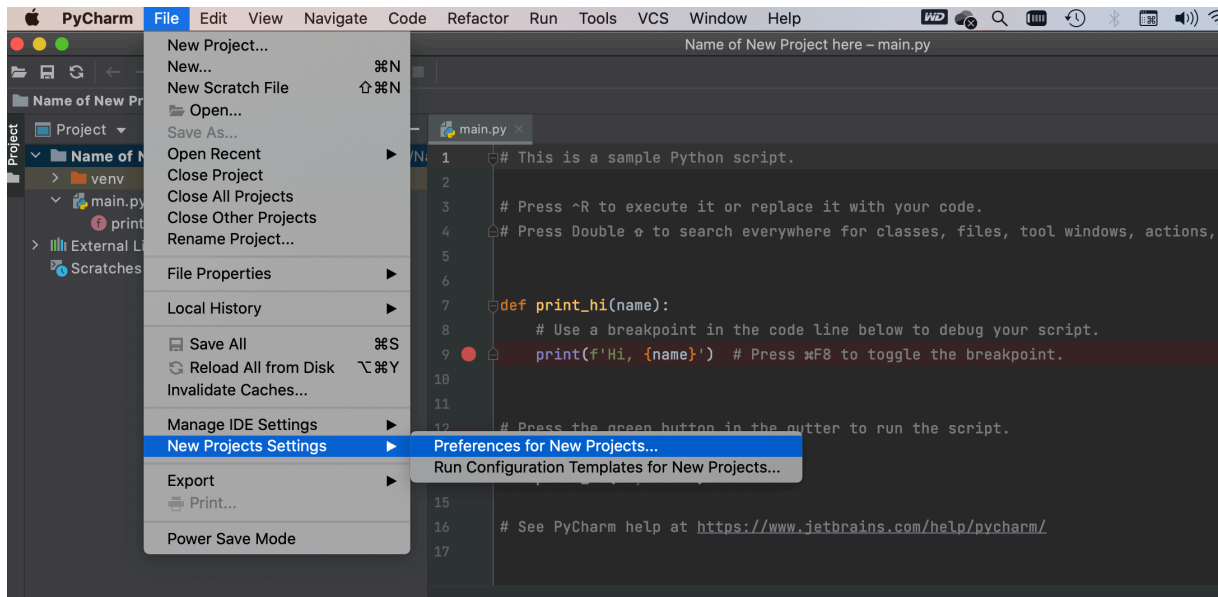 PyCharm File Edit View Navigate Code Refactor Run Tools VCS Window Help
Name of New Project here – main.py
New Project...
New... ⌘N
New Scratch File ⇧⌘N
Open...
Save As...
Open Recent
Close Project
Close All Projects
Close Other Projects
Rename Project...
File Properties
Local History
Save All ⌘S
Reload All from Disk ⌥⌘Y
Invalidate Caches...
Manage IDE Settings
New Projects Settings
Export
Print...
Power Save Mode
Preferences for New Projects...
Run Configuration Templates for New Projects...
Name of New Pr
Project
Project
Name of N
venv
main.py
print
External Li
Scratches
main.py
1 # This is a sample Python script.
2
3 # Press ^R to execute it or replace it with your code.
4 # Press Double ⇧ to search everywhere for classes, files, tool windows, actions,
5
6
7 def print_hi(name):
8 # Use a breakpoint in the code line below to debug your script.
9 print(f'Hi, {name}') # Press ⌘F8 to toggle the breakpoint.
10
11
12 # Press the green button in the gutter to run the script.
15
16 # See PyCharm help at https://www.jetbrains.com/help/pycharm/
17